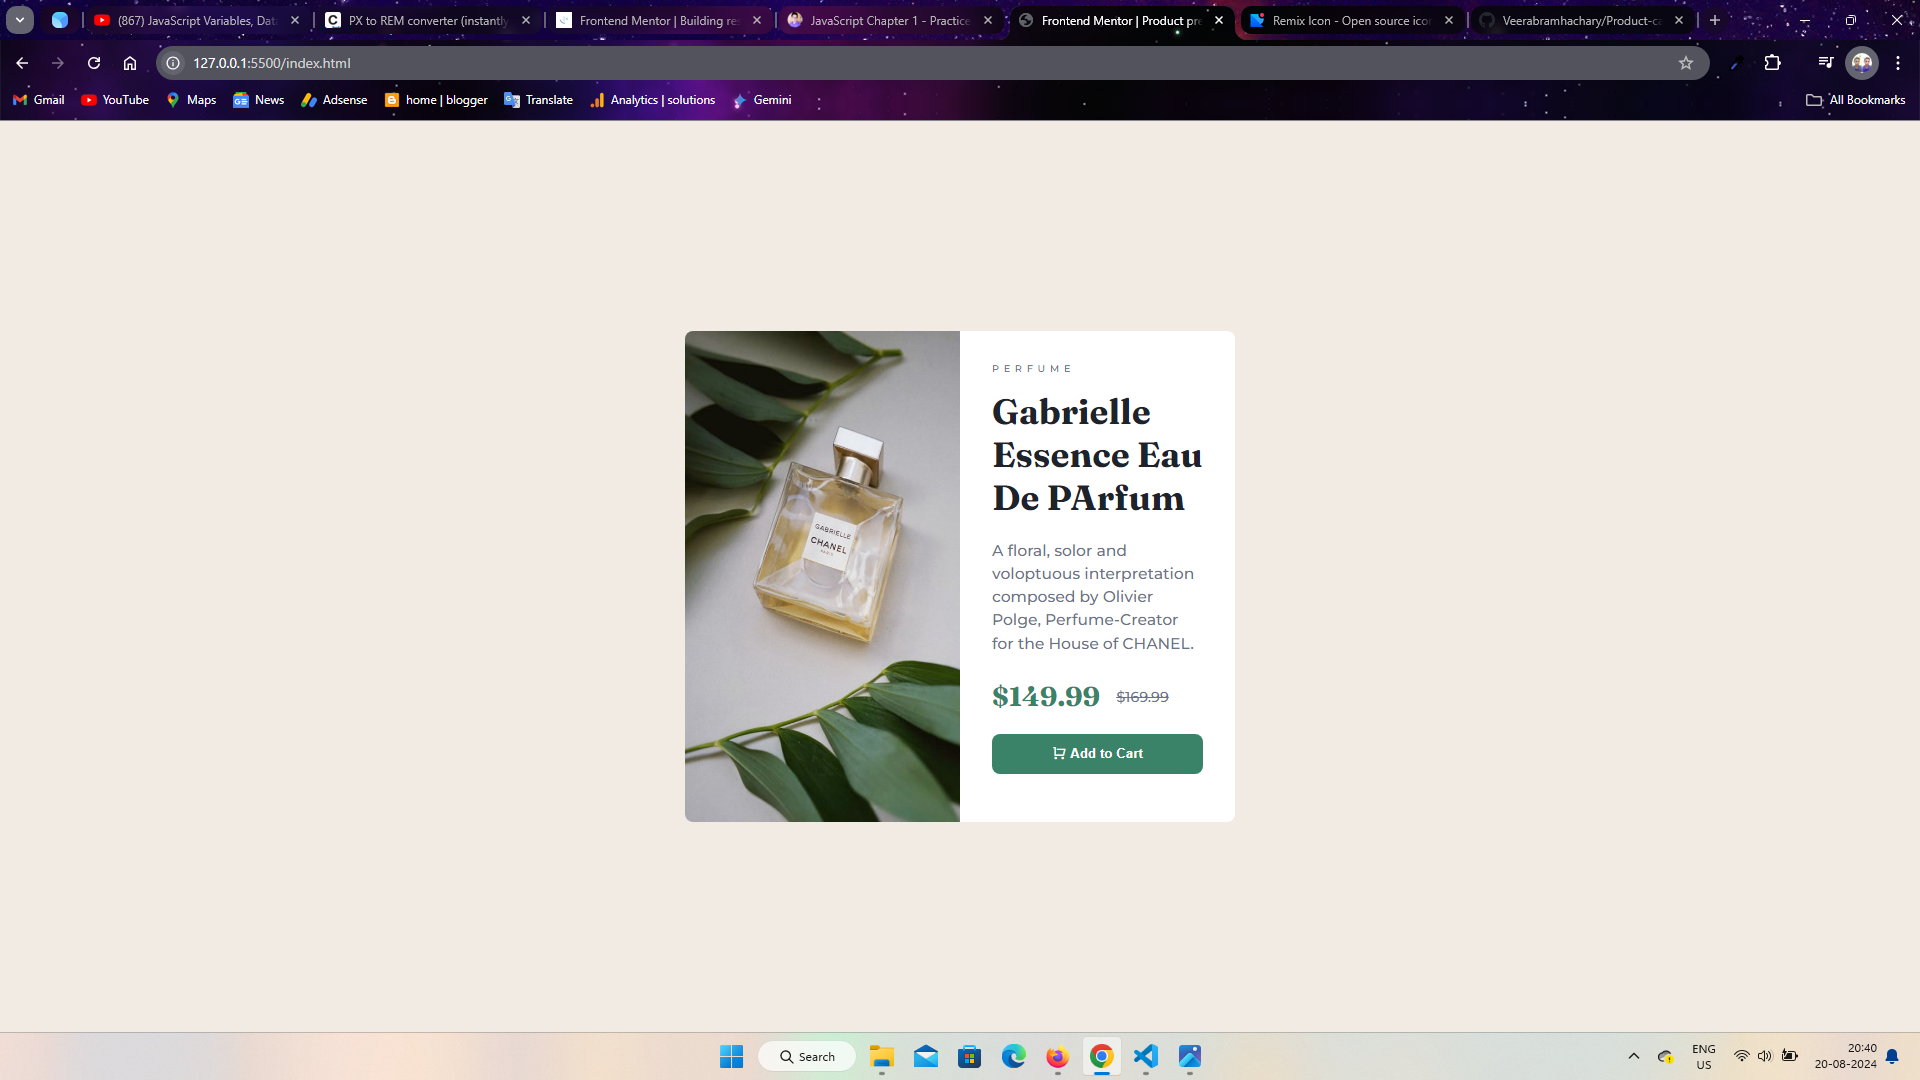 (867) JavaScript Variables, Dat
PX to REM converter (instantly
Frontend Mentor | Building re
JavaScript Chapter 1 - Practice
Frontend Mentor | Product pre
Remix Icon - Open source ico
Veerabramhachary/Product-ca
127.0.0.1:5500/index.html
Gmail
YouTube
Maps
News
Adsense
home | blogger
Translate
Analytics | solutions
Gemini
All Bookmarks
PERFUME
Gabrielle
Essence Eau
De PArfum
A floral, solor and
voloptuous interpretation
composed by Olivier
Polge, Perfume-Creator
for the House of CHANEL.
$149.99 $169.99
Add to Cart
GABRIELLE
CHANEL
PARIS
Search
ENG
US
20:40
20-08-2024